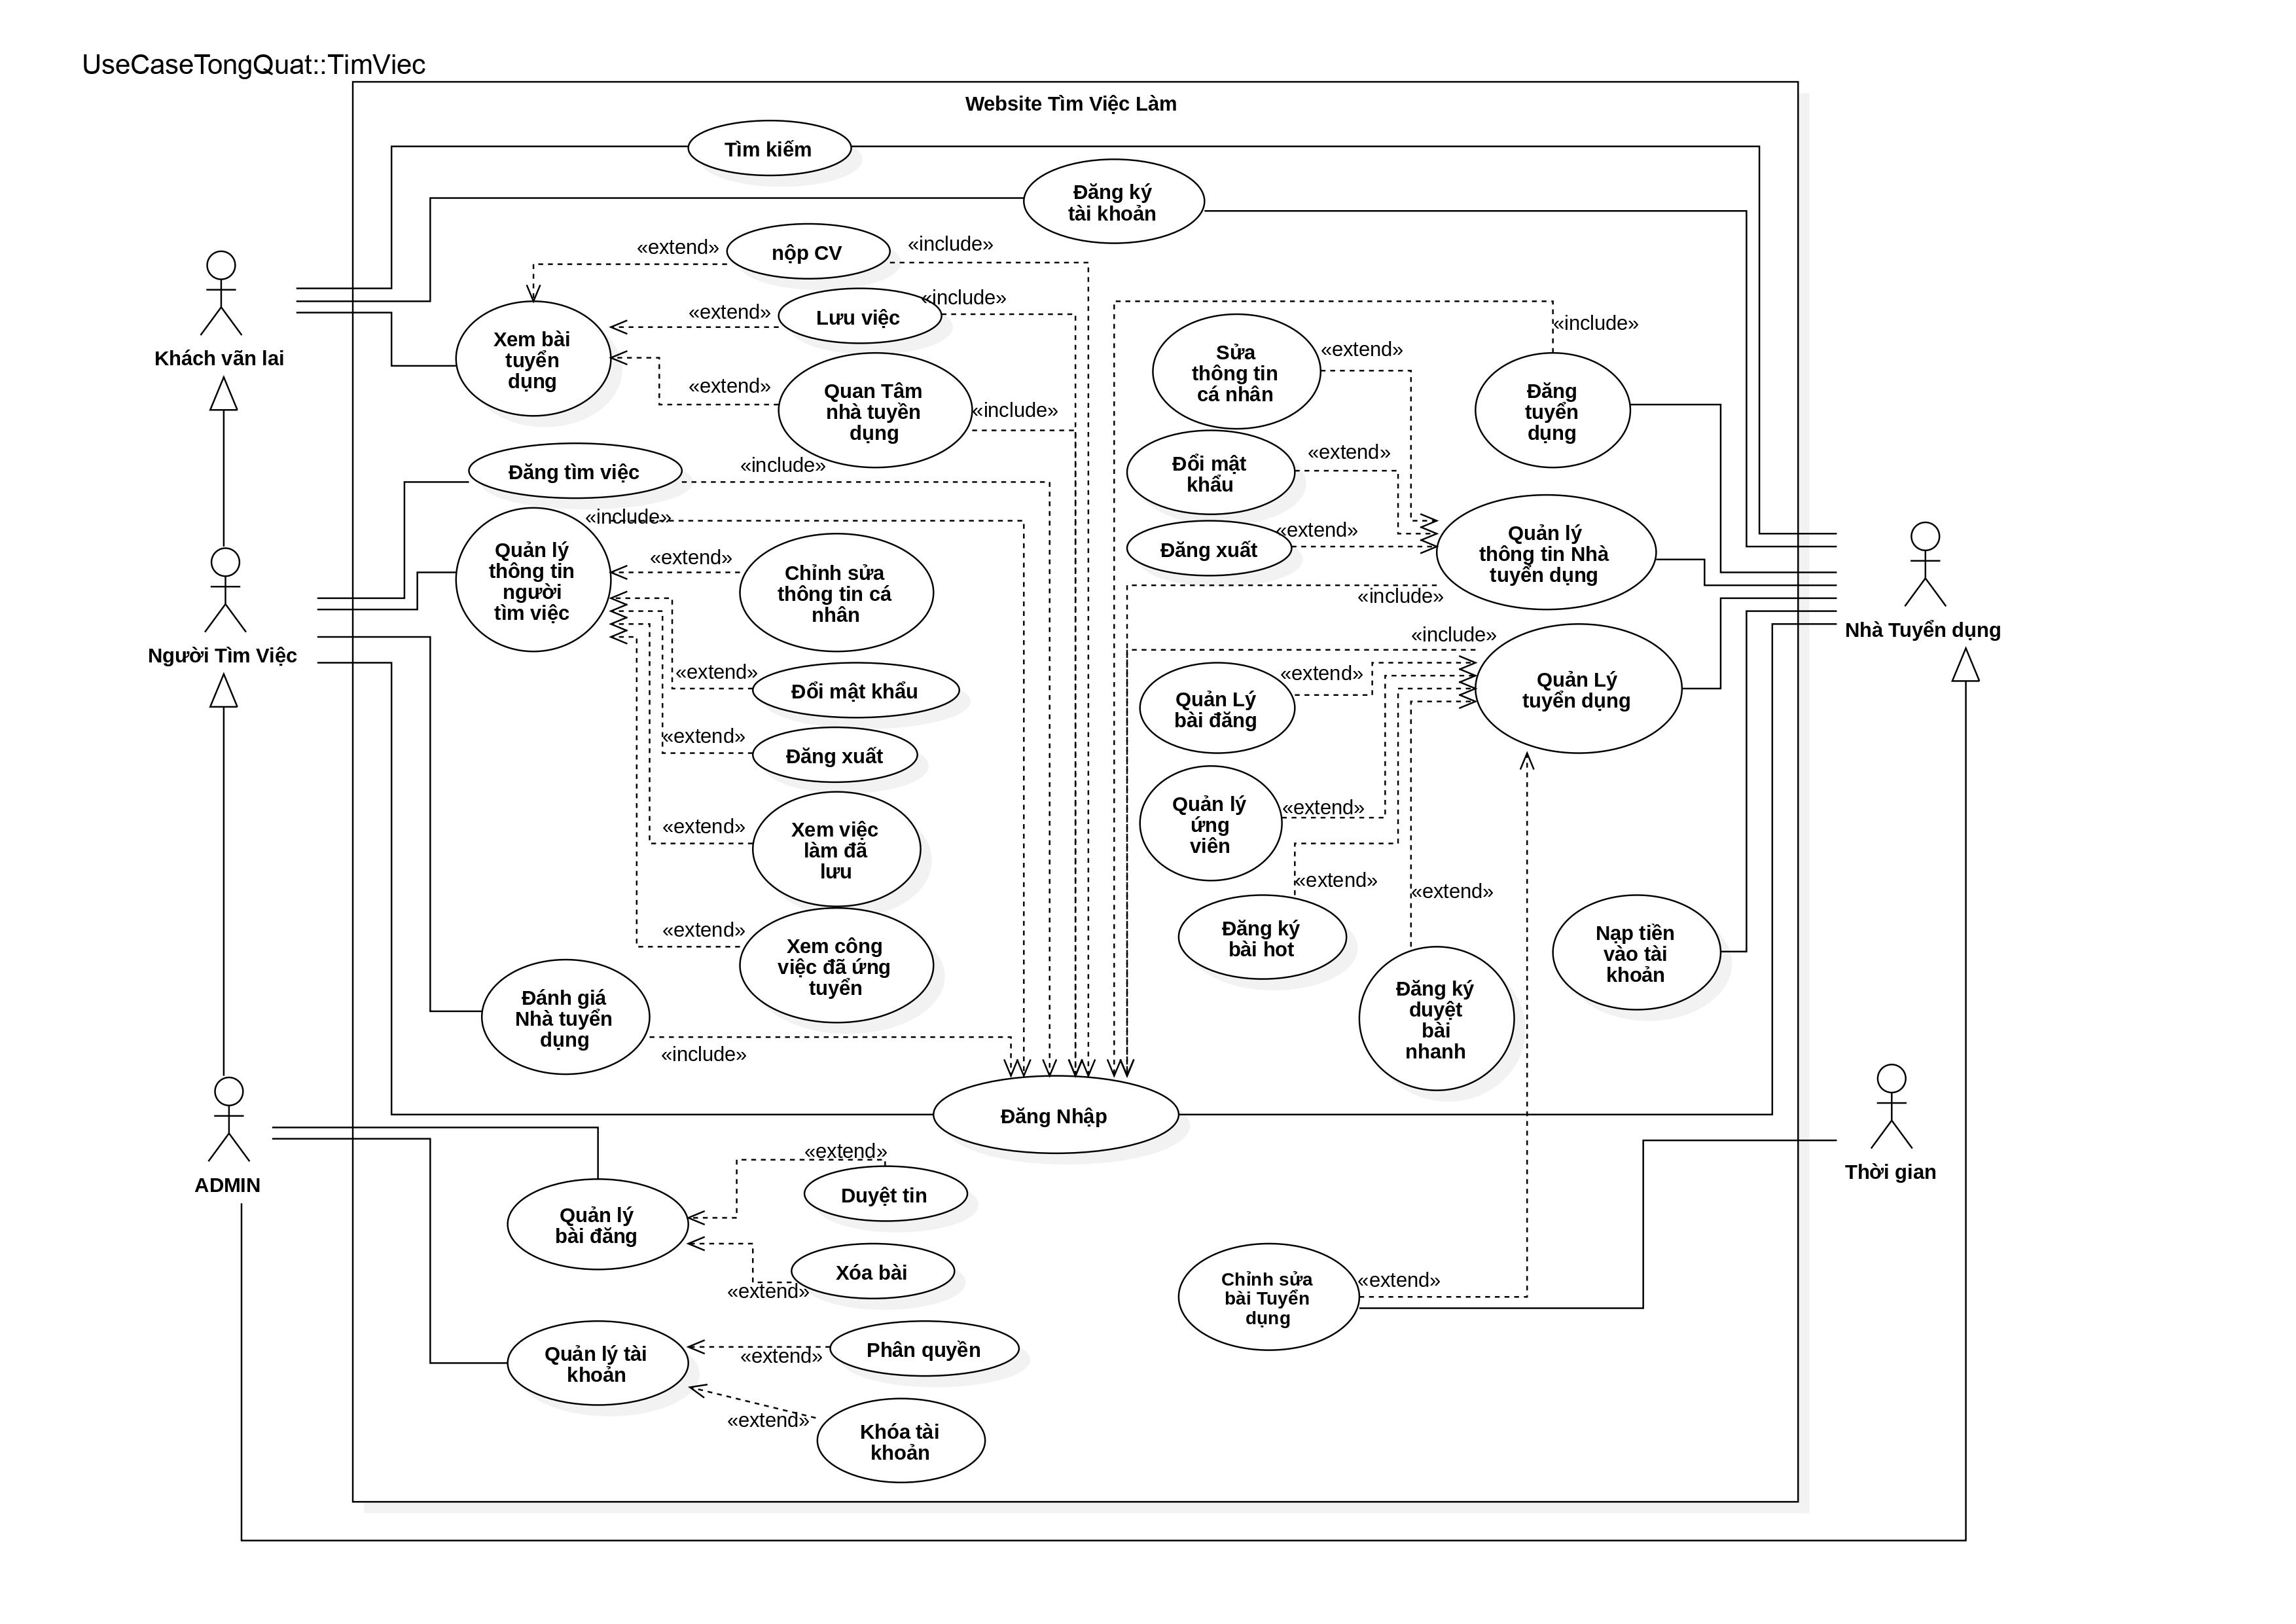 UseCaseTongQuat::TimViec
Website Tìm Việc Làm
Tìm kiếm
Đăng ký
tài khoản
«extend»
nộp CV
«include»
Khách vãn lai
Xem bài
tuyển
dụng
«extend»
Lưu việc
«include»
«extend»
Quan Tâm
nhà tuyền
dụng
«include»
Đăng tìm việc
«include»
«include»
Quản lý
thông tin
người
tìm việc
Người Tìm Việc
«extend»
Chỉnh sửa
thông tin cá
nhân
«extend»
Đổi mật khẩu
«extend»
Đăng xuất
«extend»
Xem việc
làm đã
lưu
«extend»
Xem công
việc đã ứng
tuyển
Đánh giá
Nhà tuyển
dụng
«include»
Sửa
thông tin
cá nhân
«extend»
«include»
Đăng
tuyển
dụng
Đổi mật
khẩu
«extend»
Đăng xuất
«extend»
Quản lý
thông tin Nhà
tuyển dụng
«include»
Nhà Tuyển dụng
«include»
Quản Lý
tuyển dụng
Quản Lý
bài đăng
«extend»
Quản lý
ứng
viên
«extend»
Đăng ký
bài hot
«extend»
«extend»
Đăng ký
duyệt
bài
nhanh
Nạp tiền
vào tài
khoản
Đăng Nhập
ADMIN
Thời gian
Quản lý
bài đăng
«extend»
Duyệt tin
«extend»
Xóa bài
Quản lý tài
khoản
«extend»
Phân quyền
«extend»
Khóa tài
khoản
Chỉnh sửa
bài Tuyển
dụng
«extend»